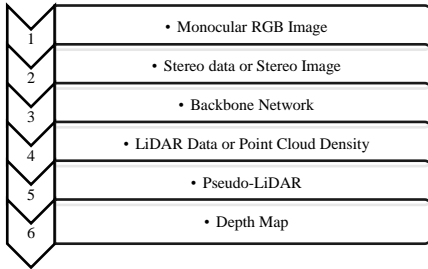 1
• Monocular RGB Image
2
• Stereo data or Stereo Image
3
• Backbone Network
4
• LiDAR Data or Point Cloud Density
5
• Pseudo-LiDAR
6
• Depth Map